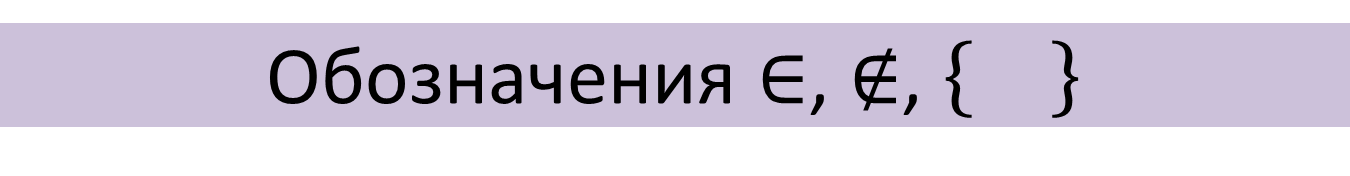 Обозначения ∈, ∉, { }